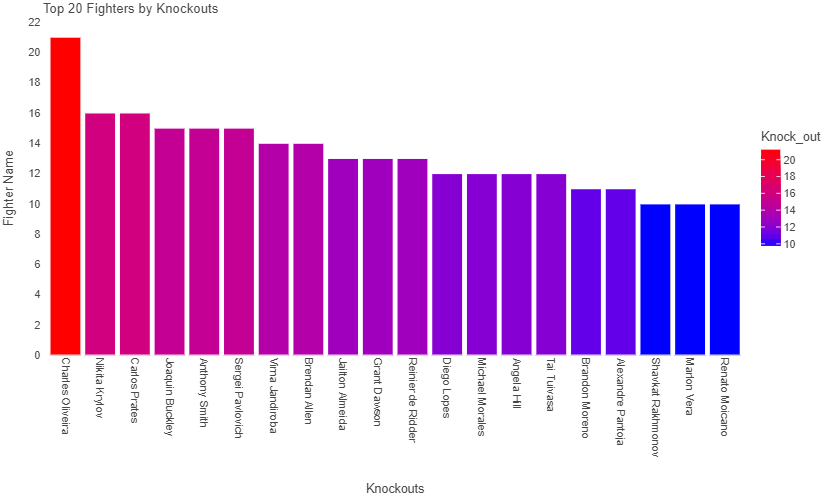 Top 20 Fighters by Knockouts
22
20
18
16
14
12
10
8
6
4
2
0
Fighter Name
Charles Oliveira
Nikita Krylov
Carlos Prates
Joaquin Buckley
Anthony Smith
Sergei Pavlovich
Virna Jandiroba
Brendan Allen
Jailton Almeida
Grant Dawson
Reinier de Ridder
Diego Lopes
Michael Morales
Angela Hill
Tai Tuivasa
Brandon Moreno
Alexandre Pantoja
Shavkat Rakhmonov
Marlon Vera
Renato Moicano
Knockouts
Knock_out
20
18
16
14
12
10